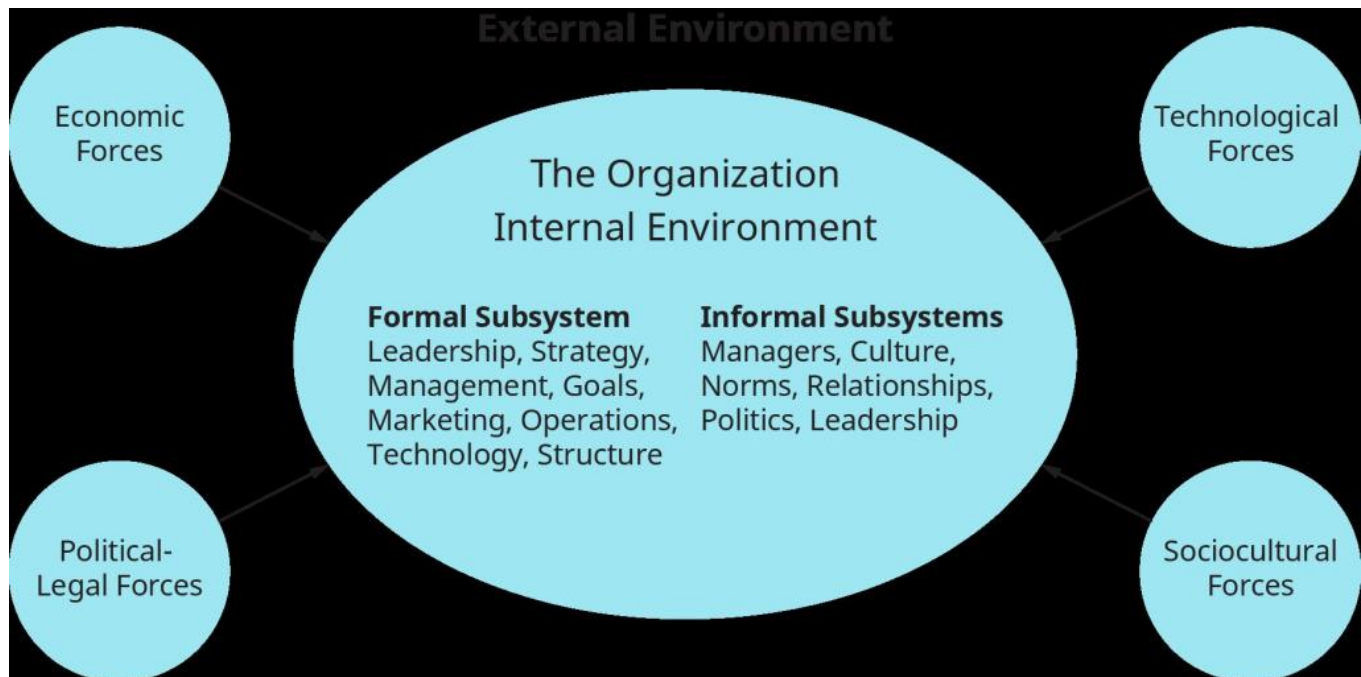 External Environment
Economic
Forces
Technological
Forces
The Organization
Internal Environment
Formal Subsystem
Leadership, Strategy,
Management, Goals,
Marketing, Operations,
Technology, Structure
Informal Subsystems
Managers, Culture,
Norms, Relationships,
Politics, Leadership
Political-
Legal Forces
Sociocultural
Forces